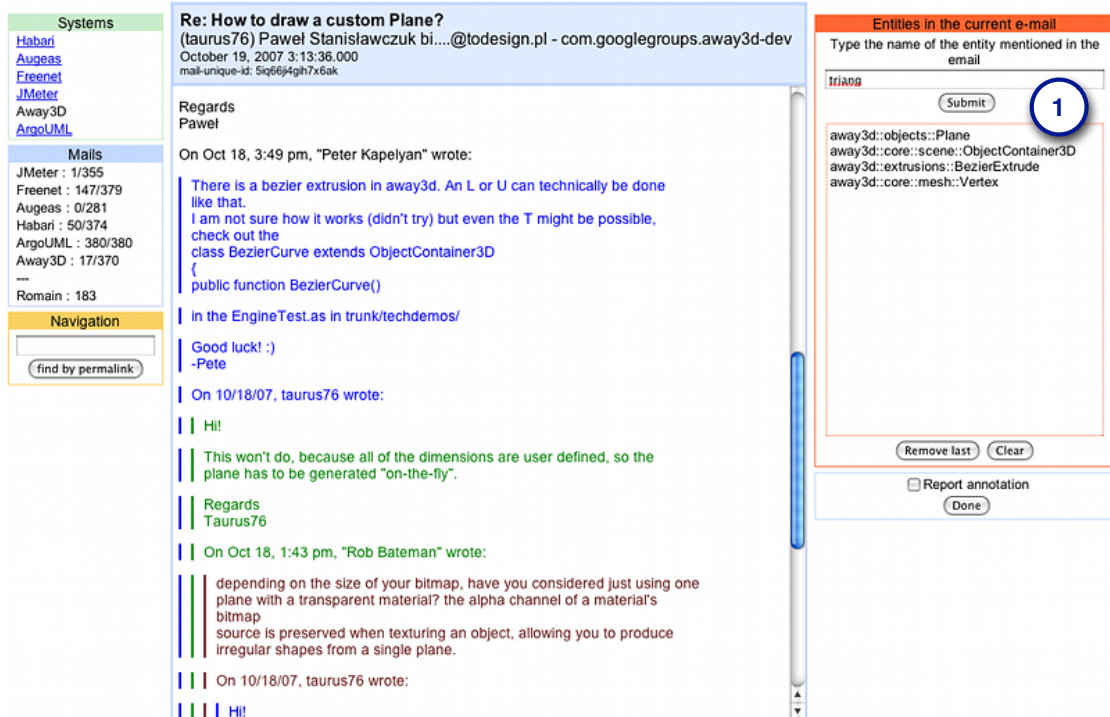 Systems
Habari
Augeas
Freenet
JMeter
Away3D
ArgoUML
Mails
JMeter : 1/355
Freenet : 147/379
Augeas : 0/281
Habari : 50/374
ArgoUML : 380/380
Away3D : 17/370
---
Romain : 183
Navigation
find by permalink
Re: How to draw a custom Plane?
(taurus76) Paweł Stanisławczuk bi....@todesign.pl - com.googlegroups.away3d-dev
October 19, 2007 3:13:36.000
mail-unique-id: 5iq66j4gih7x6ak
Regards
Paweł
On Oct 18, 3:49 pm, "Peter Kapelyan" wrote:
There is a bezier extrusion in away3d. An L or U can technically be done
like that.
I am not sure how it works (didn't try) but even the T might be possible,
check out the
class BezierCurve extends ObjectContainer3D
{
public function BezierCurve()
in the EngineTest.as in trunk/techdemos/
Good luck! :)
-Pete
On 10/18/07, taurus76 wrote:
Hi!
This won't do, because all of the dimensions are user defined, so the
plane has to be generated "on-the-fly".
Regards
Taurus76
On Oct 18, 1:43 pm, "Rob Bateman" wrote:
depending on the size of your bitmap, have you considered just using one
plane with a transparent material? the alpha channel of a material's
bitmap
source is preserved when texturing an object, allowing you to produce
irregular shapes from a single plane.
On 10/18/07, taurus76 wrote:
Hi!
Entities in the current e-mail
Type the name of the entity mentioned in the
email
triang
Submit
1
away3d::objects::Plane
away3d::core::scene::ObjectContainer3D
away3d::extrusions::BezierExtrude
away3d::core::mesh::Vertex
Remove last Clear
Report annotation
Done